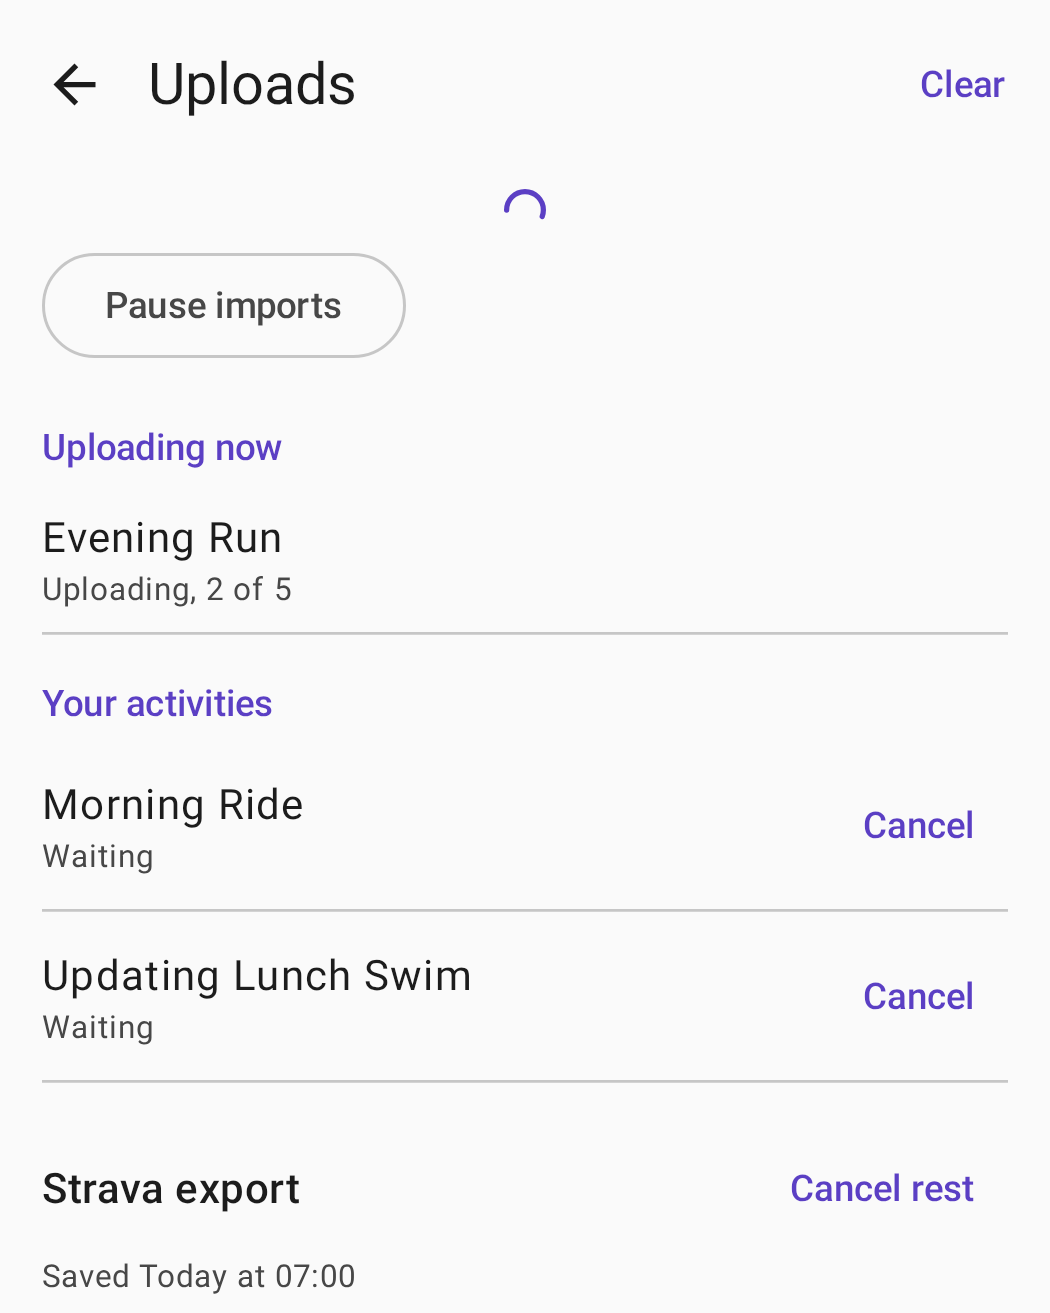 Uploads
Clear
Pause imports
Uploading now
Evening Run
Uploading, 2 of 5
Your activities
Morning Ride
Waiting
Cancel
Updating Lunch Swim
Waiting
Cancel
Strava export
Cancel rest
Saved Today at 07:00